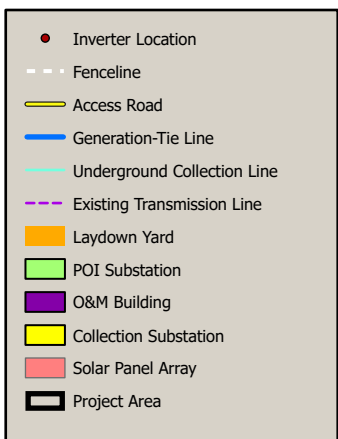 Inverter Location
Fenceline
Access Road
Generation-Tie Line
Underground Collection Line
Existing Transmission Line
Laydown Yard
POI Substation
O&M Building
Collection Substation
Solar Panel Array
Project Area